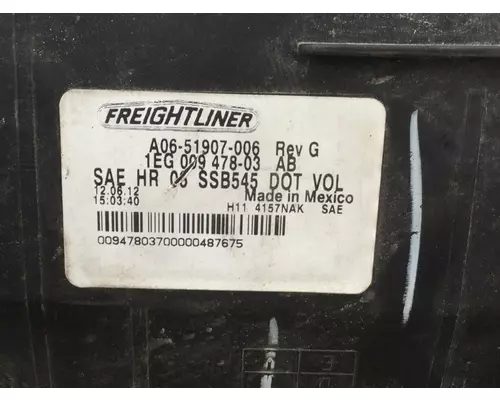 FREIGHTLINER
A06-51907-006 Rev G
1EG 009 478-03 AB
SAE HR 06 SSB545 DOT VOL
12.06.12 Made in Mexico
15:03:40 H11 4157NAK SAE
00947803700000487675